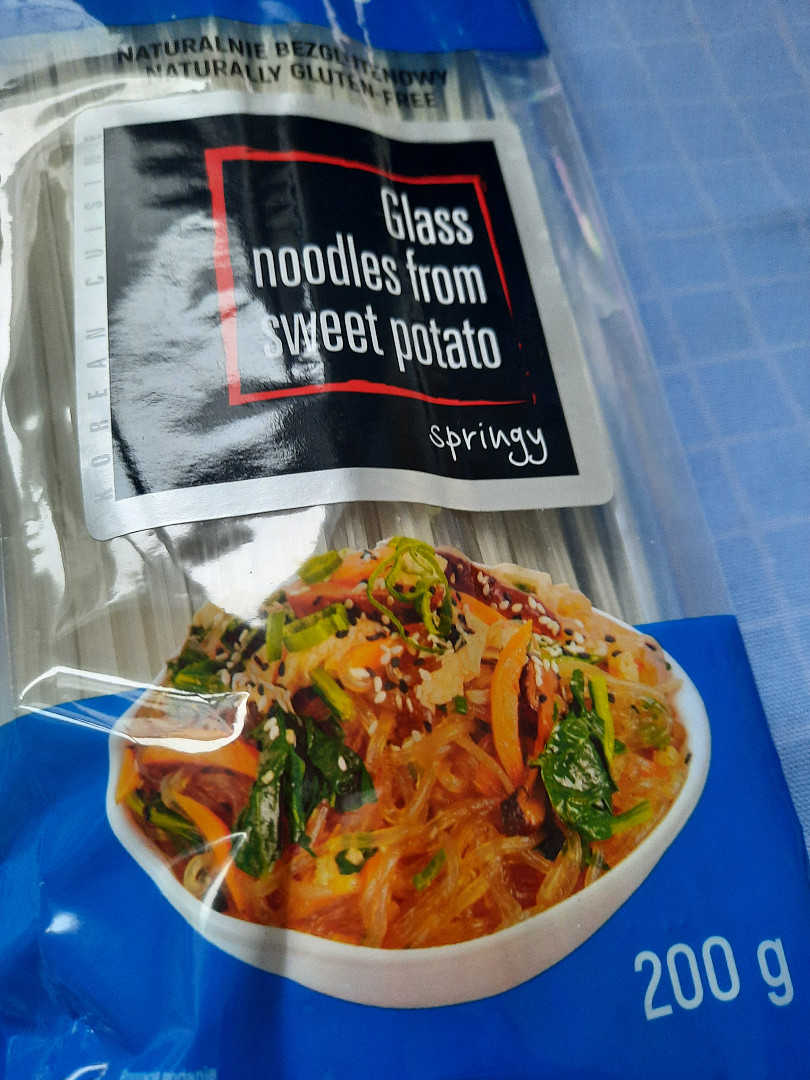 NATURALNIE BEZGLUTENOWY
NATURALLY GLUTEN-FREE
KOREAN CUISINE
Glass
noodles from
sweet potato
springy
200 g